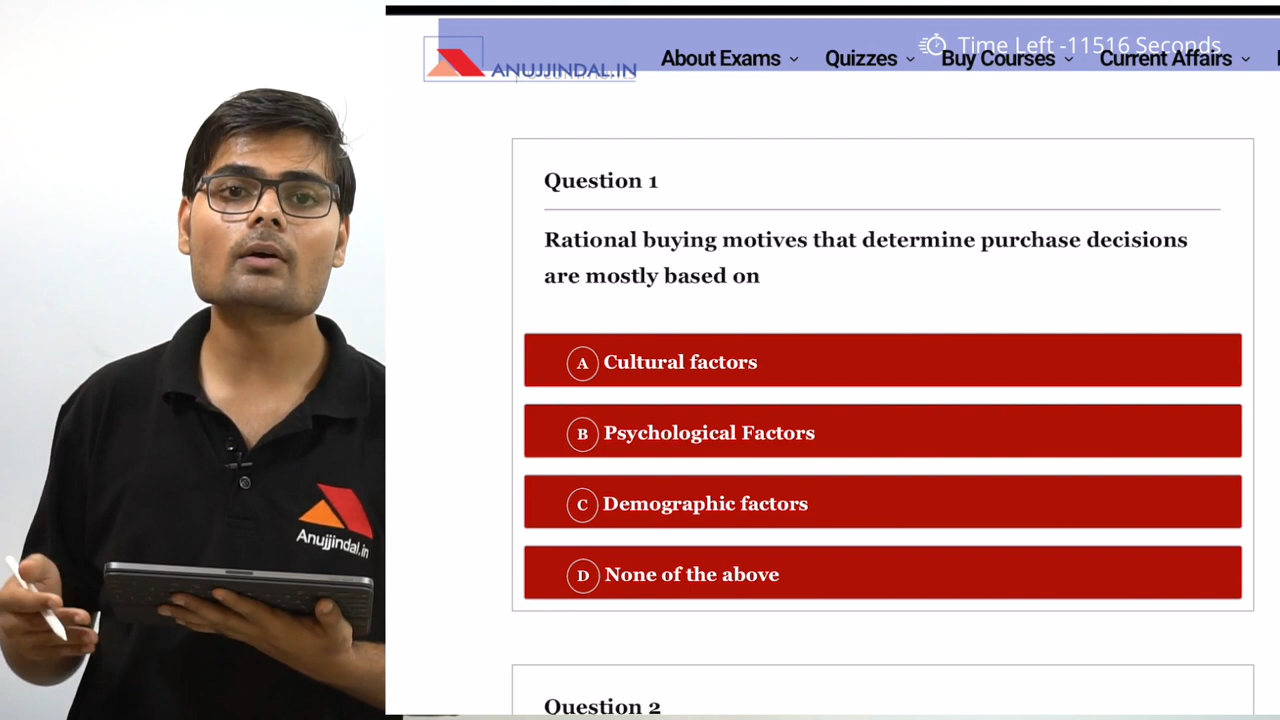 Time Left -11516 Seconds
ANUJJINDAL.IN
About Exams
Quizzes
Buy Courses
Current Affairs
Question 1
Rational buying motives that determine purchase decisions
are mostly based on
A Cultural factors
B Psychological Factors
C Demographic factors
D None of the above
Question 2
Anujjindal.in